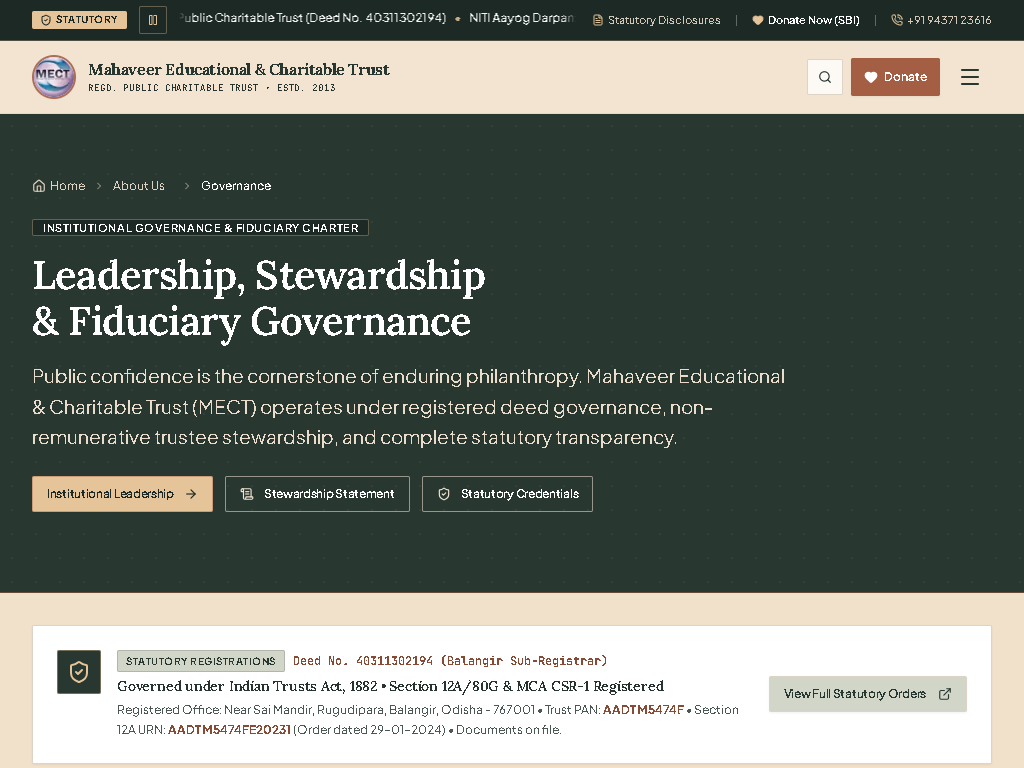 STATUTORY
Public Charitable Trust (Deed No. 40311302194) • NITI Aayog Darpan
Statutory Disclosures
Donate Now (SBI)
+91 94371 23616
MECT
Mahaveer Educational & Charitable Trust
REGD. PUBLIC CHARITABLE TRUST • ESTD. 2013
Donate
Home > About Us > Governance
INSTITUTIONAL GOVERNANCE & FIDUCIARY CHARTER
Leadership, Stewardship
& Fiduciary Governance
Public confidence is the cornerstone of enduring philanthropy. Mahaveer Educational
& Charitable Trust (MECT) operates under registered deed governance, non-
remunerative trustee stewardship, and complete statutory transparency.
Institutional Leadership
Stewardship Statement
Statutory Credentials
STATUTORY REGISTRATIONS Deed No. 40311302194 (Balangir Sub-Registrar)
Governed under Indian Trusts Act, 1882 • Section 12A/80G & MCA CSR-1 Registered
Registered Office: Near Sai Mandir, Rugudipara, Balangir, Odisha - 767001 • Trust PAN: AADTM5474F • Section
12A URN: AADTM5474FE20231 (Order dated 29-01-2024) • Documents on file.
View Full Statutory Orders